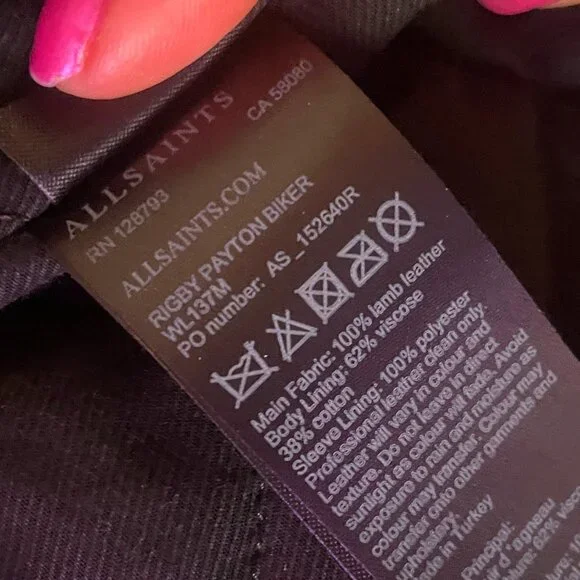 ALLSAINTS
RN 128793 CA 58080
ALLSAINTS.COM
RIGBY PAYTON BIKER
WL137M
PO number: AS_152640R
Main Fabric: 100% lamb leather
Body Lining: 62% viscose
38% cotton
Sleeve Lining: 100% polyester
Professional leather clean only.
Leather will vary in colour and
texture. Do not leave in direct
sunlight as colour will fade. Avoid
exposure to rain and moisture as
colour may transfer. Colour may
transfer onto other garments and
upholstery.
in Turkey
Principal:
d'agneau
62%